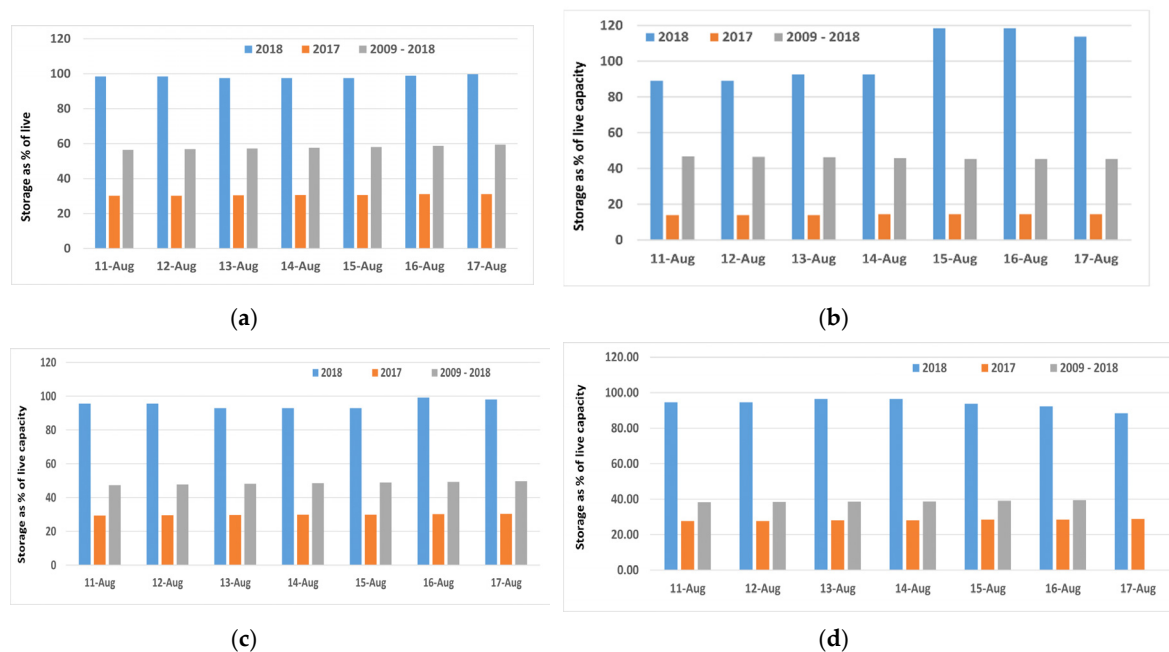 120
100
80
60
40
20
0
Storage as % of live
2018 2017 2009 - 2018
11-Aug 12-Aug 13-Aug 14-Aug 15-Aug 16-Aug 17-Aug
(a)
120
100
80
60
40
20
0
Storage as % of live capacity
2018 2017 2009 - 2018
11-Aug 12-Aug 13-Aug 14-Aug 15-Aug 16-Aug 17-Aug
(b)
120
100
80
60
40
20
0
Storage as % of live capacity
2018 2017 2009 - 2018
11-Aug 12-Aug 13-Aug 14-Aug 15-Aug 16-Aug 17-Aug
(c)
120.00
100.00
80.00
60.00
40.00
20.00
0.00
Storage as % of live capacity
2018 2017 2009 - 2018
11-Aug 12-Aug 13-Aug 14-Aug 15-Aug 16-Aug 17-Aug
(d)